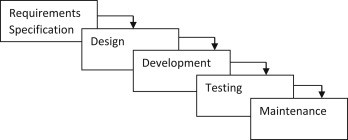 Requirements
Specification
Design
Development
Testing
Maintenance